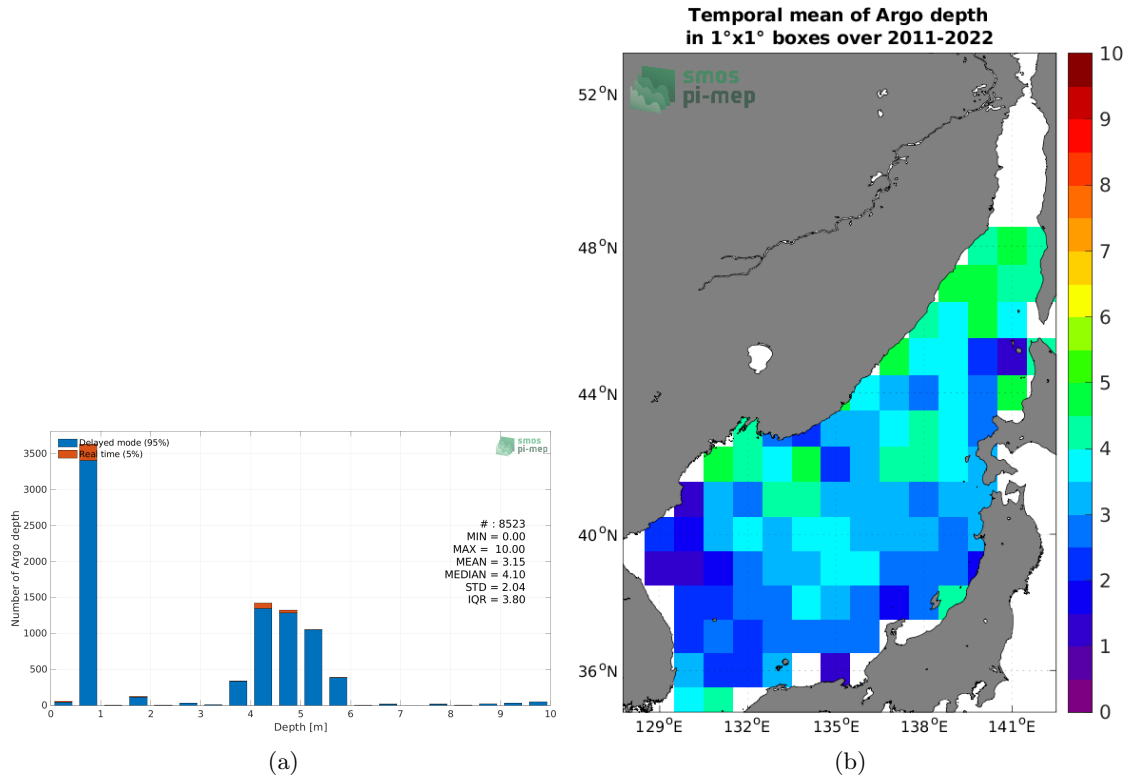 Delayed mode (95%)
Real time (5%)
smos
pi-mep
# : 8523
MIN = 0.00
MAX = 10.00
MEAN = 3.15
MEDIAN = 4.10
STD = 2.04
IQR = 3.80
Number of Argo depth
3500
3000
2500
2000
1500
1000
500
0
0 1 2 3 4 5 6 7 8 9 10
Depth [m]
(a)
Temporal mean of Argo depth
in 1°x1° boxes over 2011-2022
smos
pi-mep
52°N
48°N
44°N
40°N
36°N
129°E 132°E 135°E 138°E 141°E
10
9
8
7
6
5
4
3
2
1
0
(b)